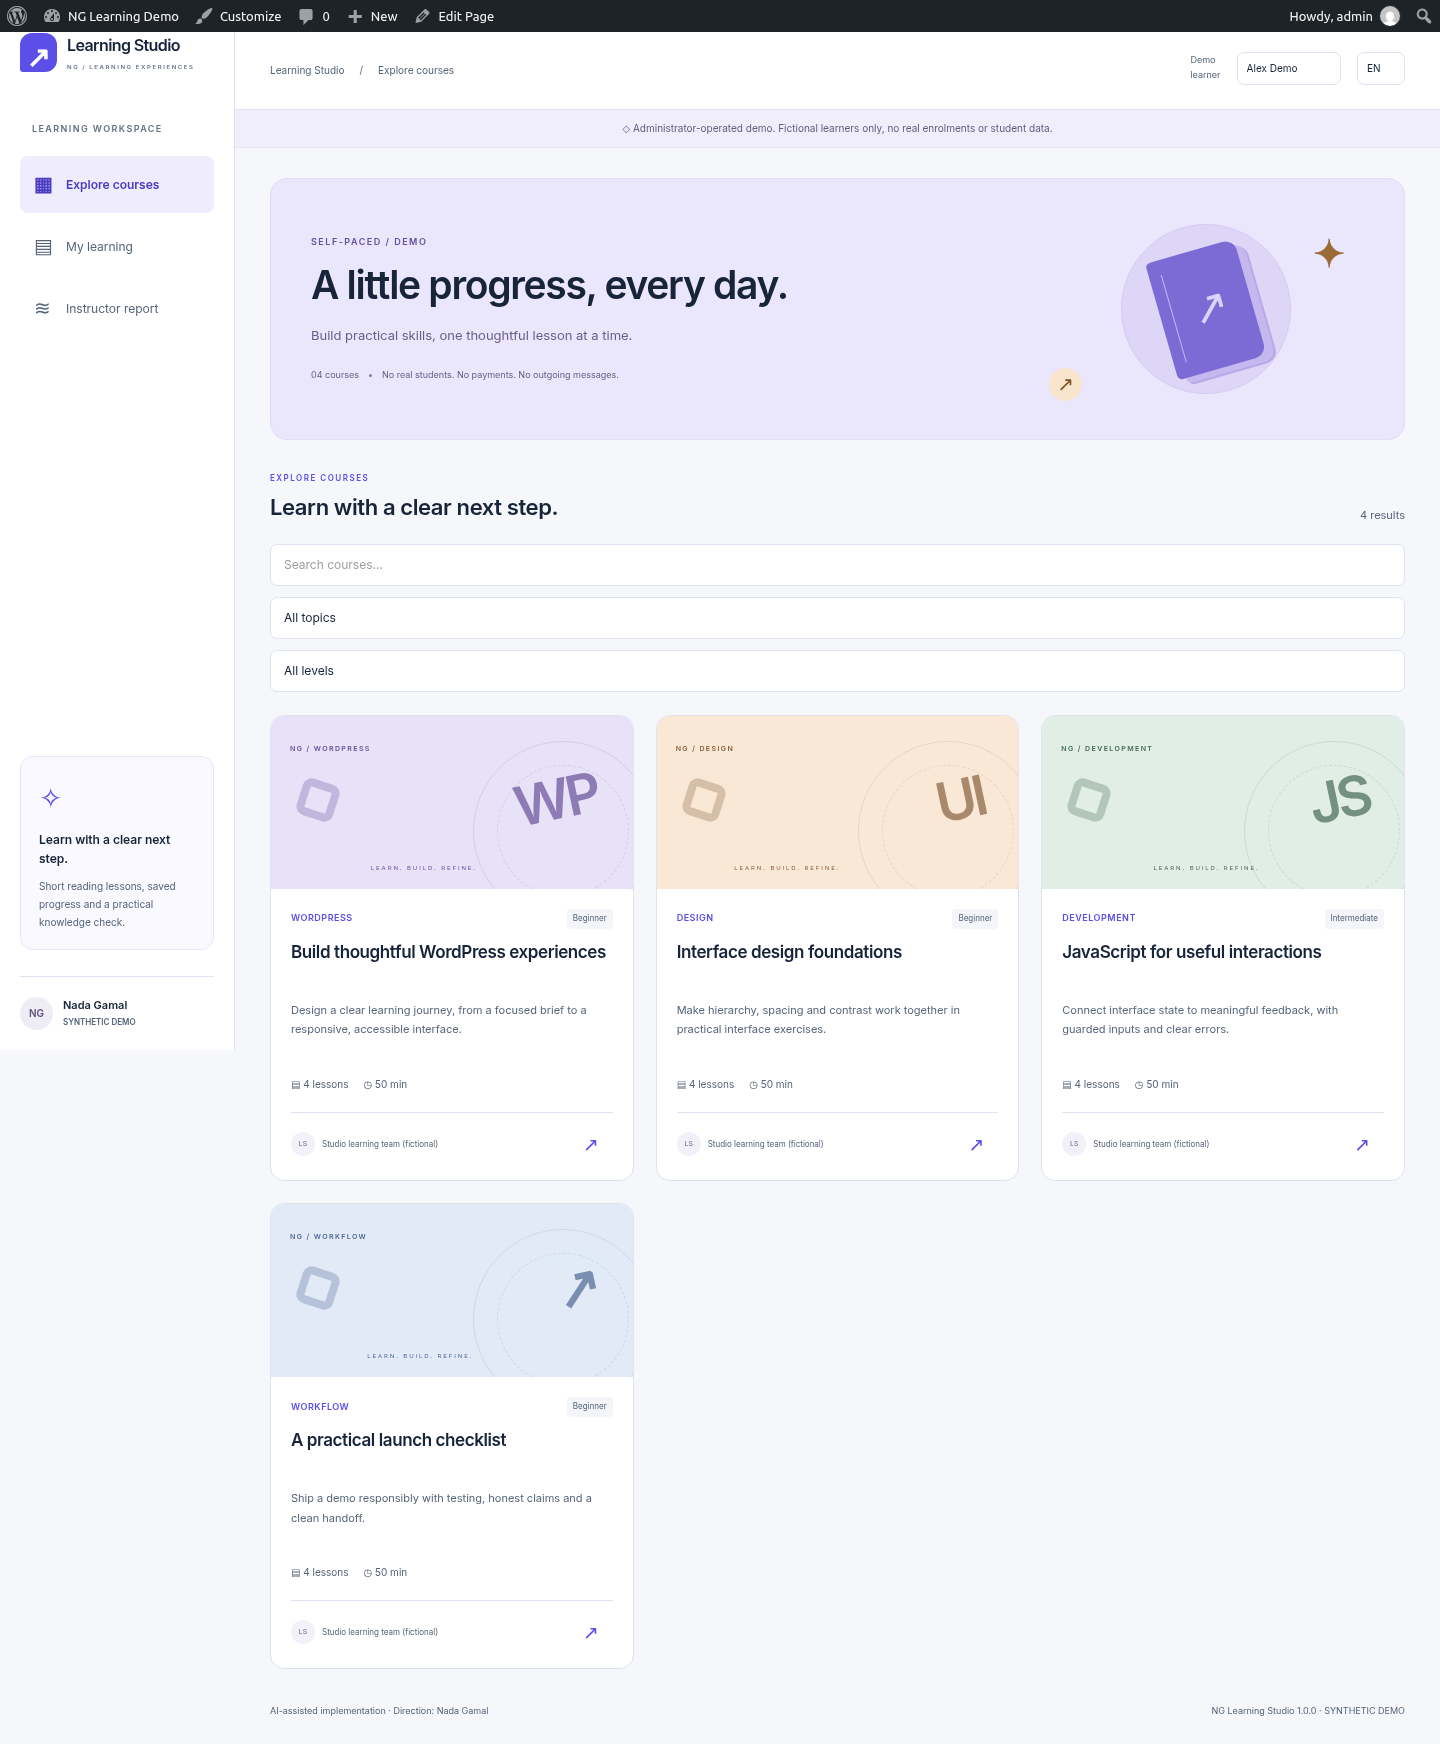 NG Learning Demo Customize 0 New Edit Page Howdy, admin
Learning Studio
NG / LEARNING EXPERIENCES
LEARNING WORKSPACE
Explore courses
My learning
Instructor report
Learn with a clear next
step.
Short reading lessons, saved
progress and a practical
knowledge check.
NG
Nada Gamal
SYNTHETIC DEMO
Learning Studio / Explore courses
Demo
learner
Alex Demo
EN
Administrator-operated demo. Fictional learners only, no real enrolments or student data.
SELF-PACED / DEMO
A little progress, every day.
Build practical skills, one thoughtful lesson at a time.
04 courses • No real students. No payments. No outgoing messages.
EXPLORE COURSES
Learn with a clear next step.
4 results
Search courses...
All topics
All levels
NG / WORDPRESS
WP
LEARN. BUILD. REFINE.
WORDPRESS
Beginner
Build thoughtful WordPress experiences
Design a clear learning journey, from a focused brief to a
responsive, accessible interface.
4 lessons 50 min
LS
Studio learning team (fictional)
NG / DESIGN
UI
LEARN. BUILD. REFINE.
DESIGN
Beginner
Interface design foundations
Make hierarchy, spacing and contrast work together in
practical interface exercises.
4 lessons 50 min
LS
Studio learning team (fictional)
NG / DEVELOPMENT
JS
LEARN. BUILD. REFINE.
DEVELOPMENT
Intermediate
JavaScript for useful interactions
Connect interface state to meaningful feedback, with
guarded inputs and clear errors.
4 lessons 50 min
LS
Studio learning team (fictional)
NG / WORKFLOW
LEARN. BUILD. REFINE.
WORKFLOW
Beginner
A practical launch checklist
Ship a demo responsibly with testing, honest claims and a
clean handoff.
4 lessons 50 min
LS
Studio learning team (fictional)
AI-assisted implementation · Direction: Nada Gamal
NG Learning Studio 1.0.0 · SYNTHETIC DEMO